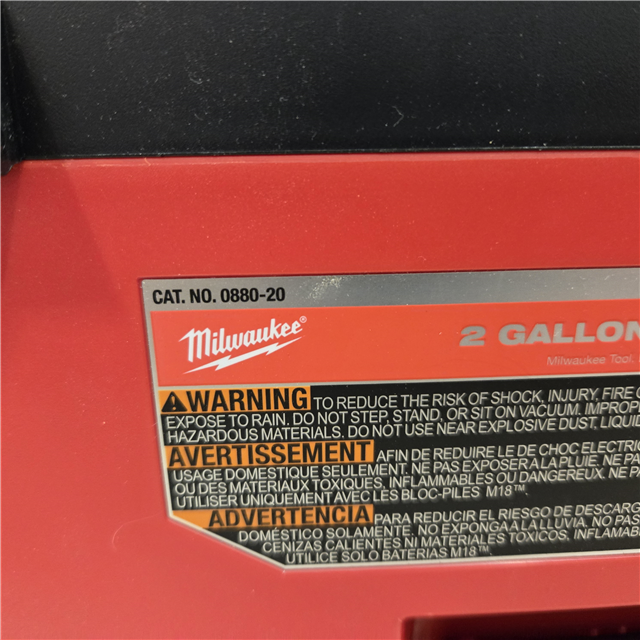 CAT. NO. 0880-20
Milwaukee®
2 GALLON
Milwaukee Tool,
WARNING TO REDUCE THE RISK OF SHOCK, INJURY, FIRE O
EXPOSE TO RAIN. DO NOT STEP, STAND, OR SIT ON VACUUM. IMPROP
HAZARDOUS MATERIALS. DO NOT USE NEAR EXPLOSIVE DUST, LIQUID
AVERTISSEMENT AFIN DE REDUIRE LE DE CHOC ELECTRIC
USAGE DOMESTIQUE SEULEMENT. NE PAS EXPOSER A LA PLUIE. NE PA
OU DES MATERIAUX TOXIQUES, INFLAMMABLES OU DANGEREUX. NE
UTILISER UNIQUEMENT AVEC LES BLOC-PILES M18™.
ADVERTENCIA PARA REDUCIR EL RIESGO DE DESCARG
DOMÉSTICO SOLAMENTE. NO EXPONGA A LA LLUVIA. NO PA
CENIZAS CALIENTES NI MATERIALES TOXICOS, INFLAMAB
UTILICE SOLO BATERIAS M18™.